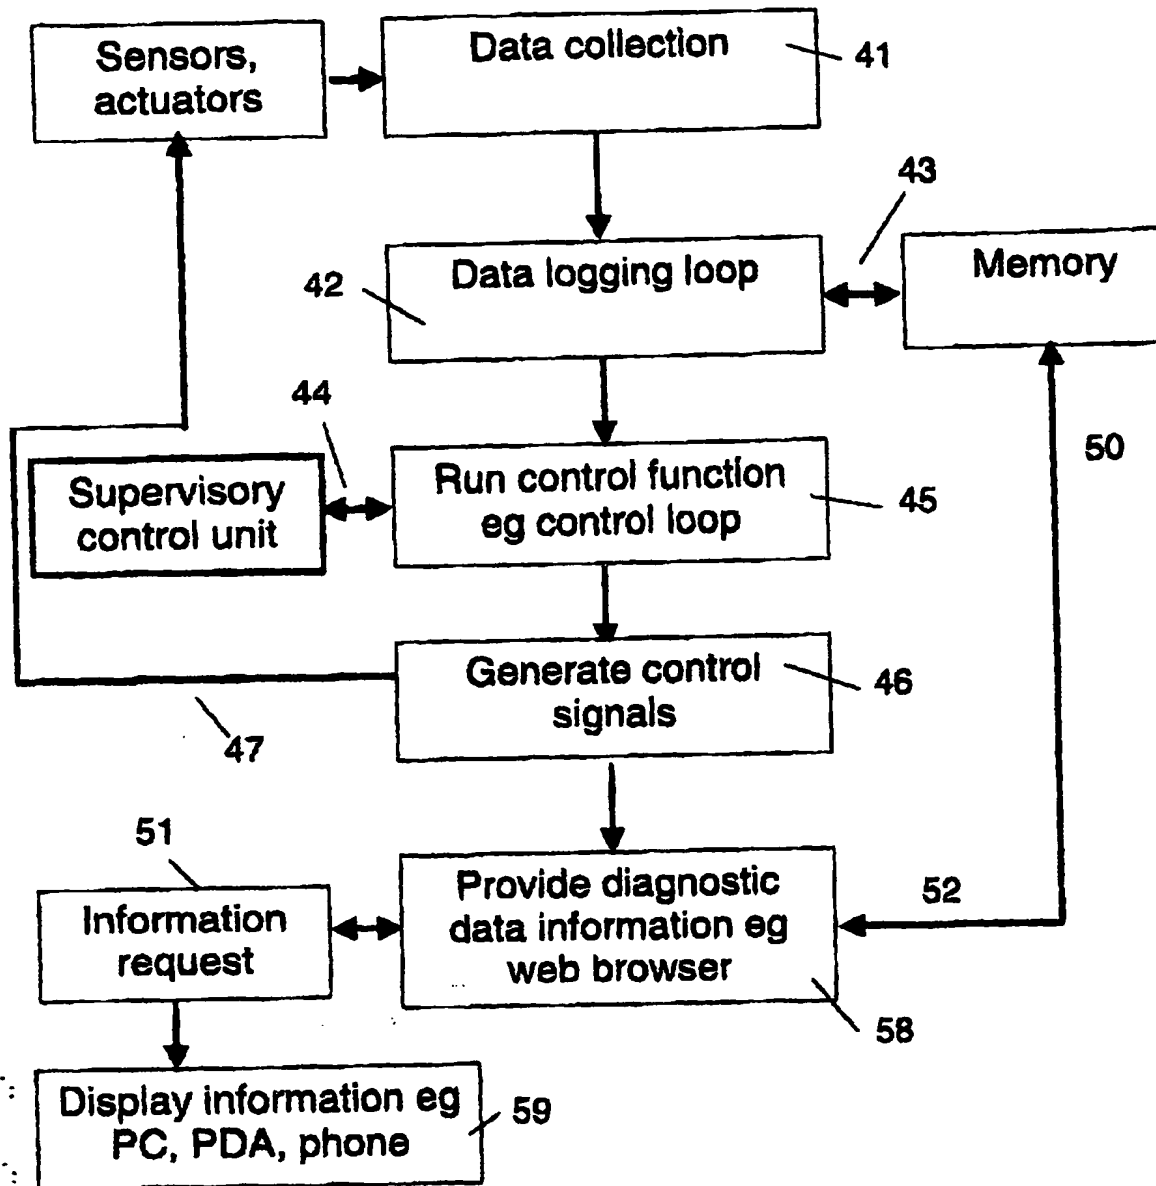 Sensors,
actuators
Data collection
41
43
42
Data logging loop
Memory
44
50
Supervisory
control unit
Run control function
eg control loop
45
Generate control
signals
46
47
51
Information
request
Provide diagnostic
data information eg
web browser
52
58
Display information eg
PC, PDA, phone
59